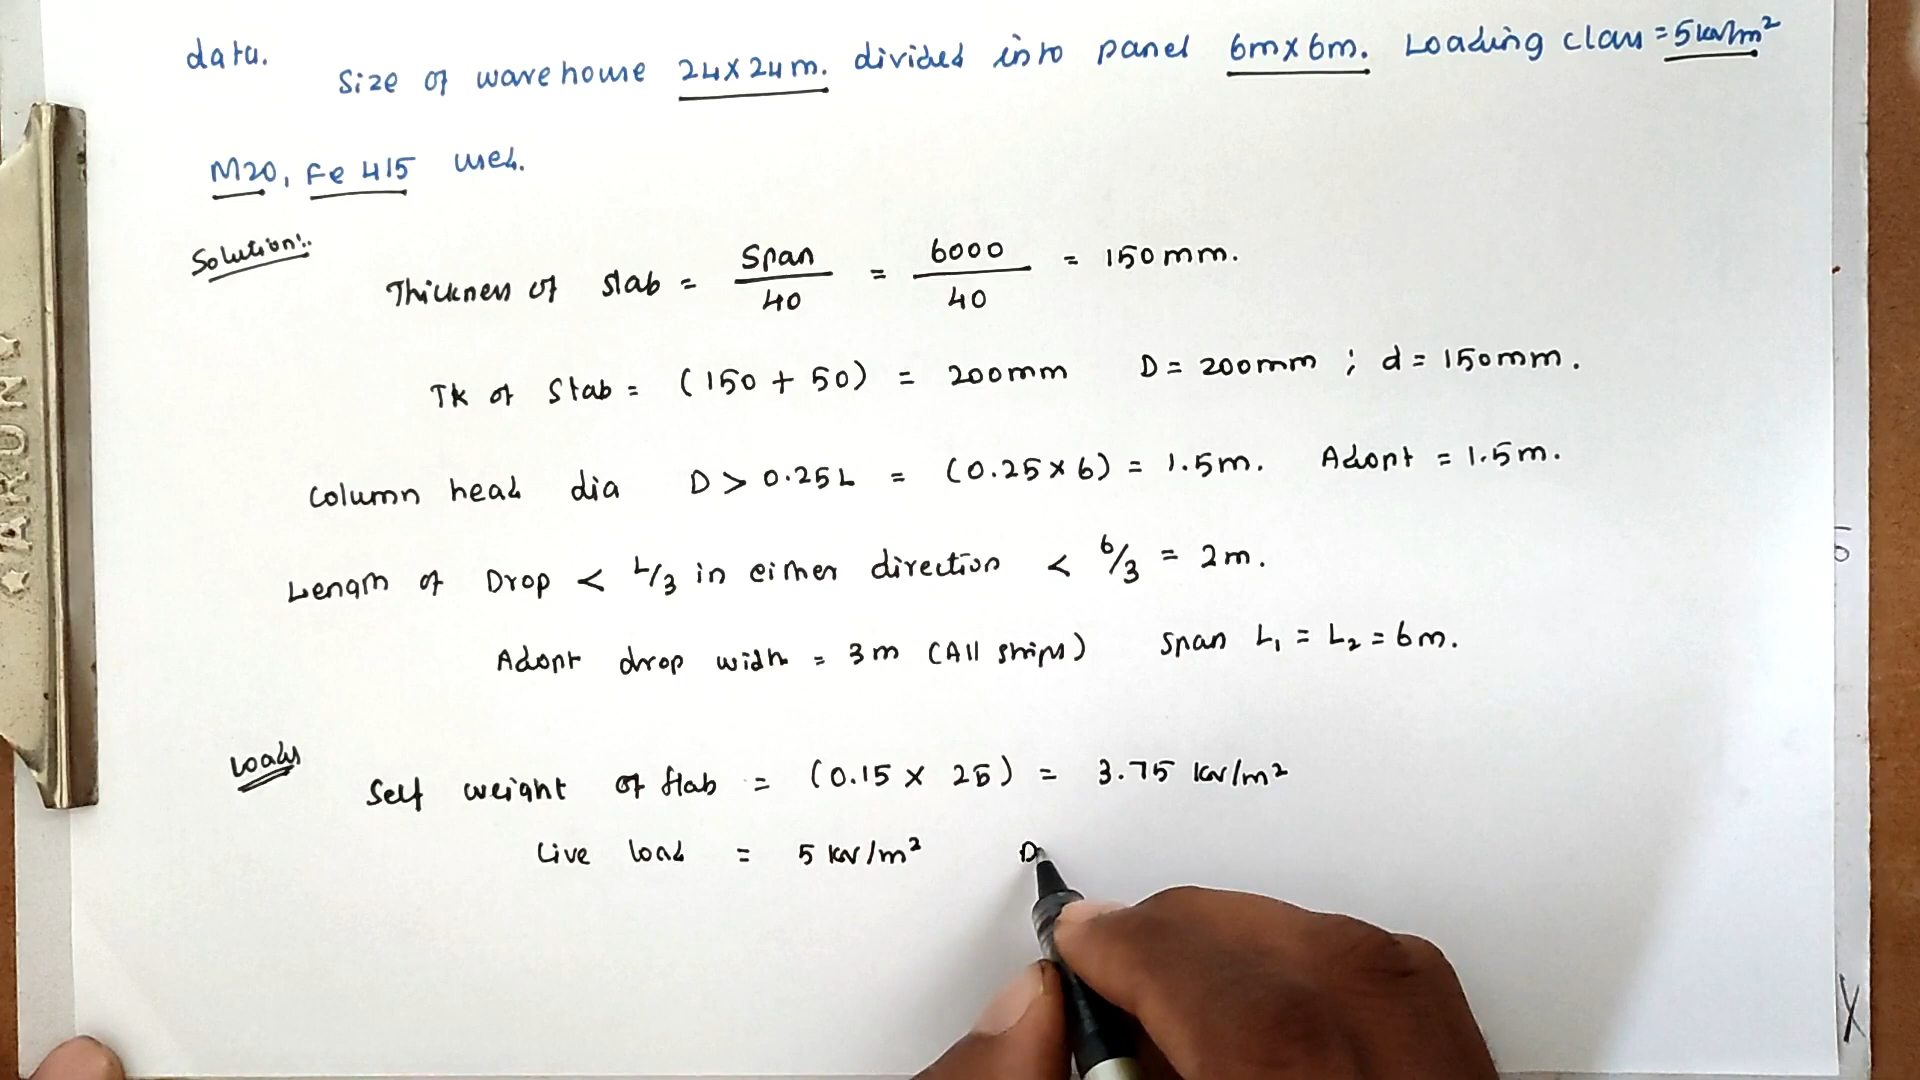 data. Size of warehouse 24x24m. divided into panel 6mx6m. Loading class = 5kN/m²
M20, Fe 415 used.
Solution:-
Thickness of slab = Span/40 = 6000/40 = 150mm.
Tk of Slab = (150 + 50) = 200mm D = 200mm ; d = 150mm.
Column head dia D > 0.25L = (0.25 x 6) = 1.5m. Adopt = 1.5m.
Length of Drop < L/3 in either direction < 6/3 = 2m.
Adopt drop width = 3m (All strips) Span L₁ = L₂ = 6m.
Loads
Self weight of slab = (0.15 x 25) = 3.75 kN/m²
Live load = 5 kN/m² D